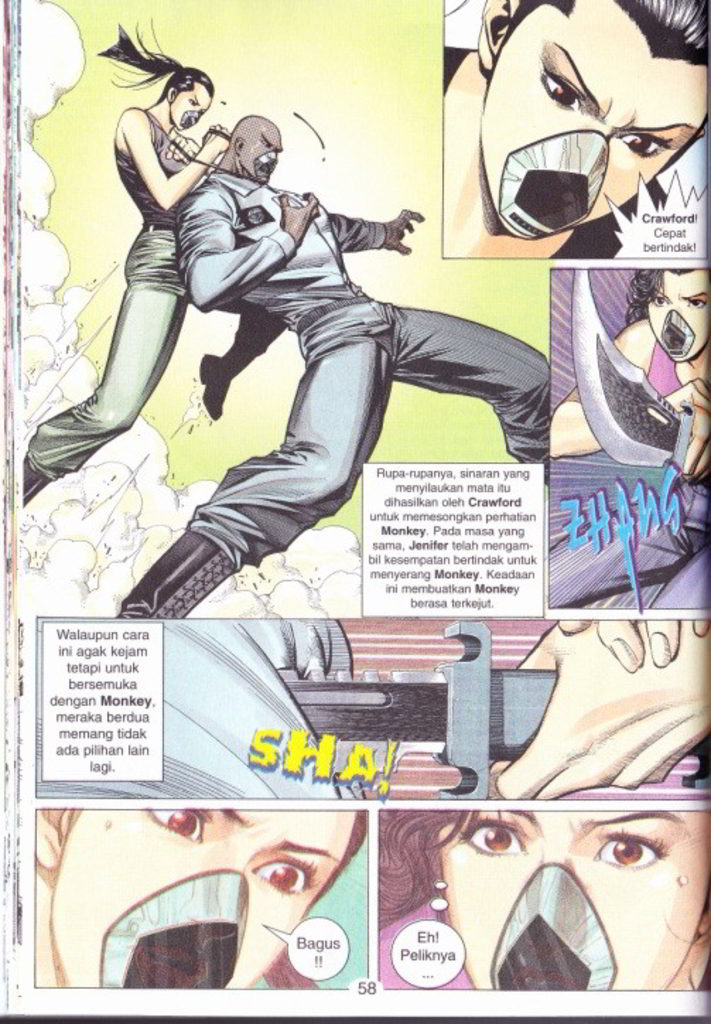 Crawford!
Cepat
bertindak!
Rupa-rupanya, sinaran yang
menyilaukan mata itu
dihasilkan oleh Crawford
untuk memesongkan perhatian
Monkey. Pada masa yang
sama, Jenifer telah mengam-
bil kesempatan bertindak untuk
menyerang Monkey. Keadaan
ini membuatkan Monkey
berasa terkejut.
ZHANG
Walaupun cara
ini agak kejam
tetapi untuk
bersemuka
dengan Monkey,
meraka berdua
memang tidak
ada pilihan lain
lagi.
SHA!
Bagus
!!
Eh!
Peliknya
...
58